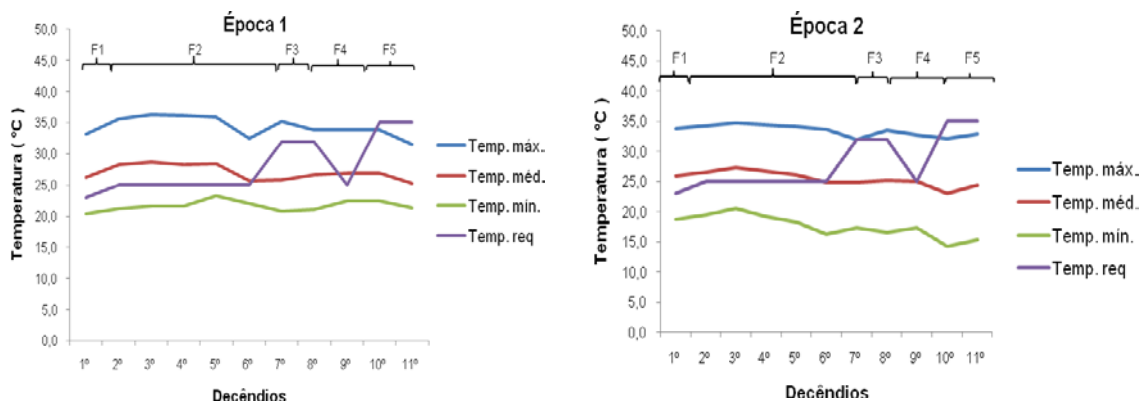 Época 1
F1 F2 F3 F4 F5
50,0
45,0
40,0
35,0
30,0
25,0
20,0
15,0
10,0
5,0
0,0
Temperatura ( °C )
1º 2º 3º 4º 5º 6º 7º 8º 9º 10º 11º
Decêndios
Temp. máx.
Temp. méd.
Temp. mín.
Temp. req
Época 2
F1 F2 F3 F4 F5
50,0
45,0
40,0
35,0
30,0
25,0
20,0
15,0
10,0
5,0
0,0
Temperatura ( °C )
1º 2º 3º 4º 5º 6º 7º 8º 9º 10º 11º
Decêndios
Temp. máx.
Temp. méd.
Temp. mín.
Temp. req